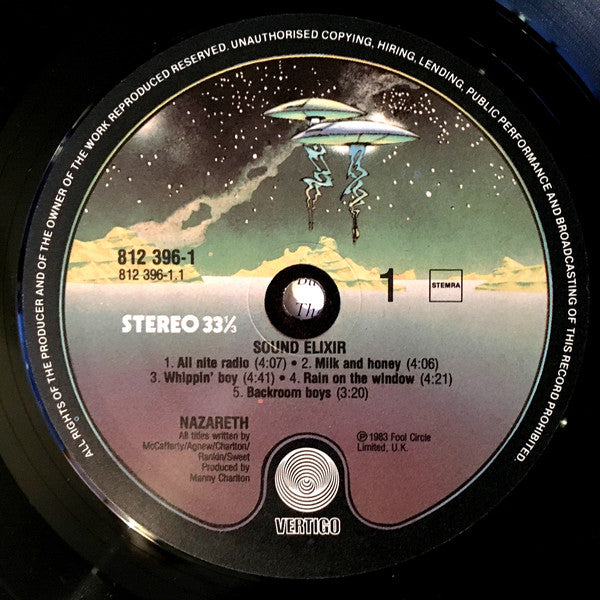 ALL RIGHTS OF THE PRODUCER AND OF THE OWNER OF THE WORK REPRODUCED RESERVED. UNAUTHORISED COPYING, HIRING, LENDING, PUBLIC PERFORMANCE AND BROADCASTING OF THIS RECORD PROHIBITED.
812 396-1
812 396-1.1
1
STEMRA
Th
STEREO 33⅓
SOUND ELIXIR
1. All nite radio (4:07) • 2. Milk and honey (4:06)
3. Whippin' boy (4:41) • 4. Rain on the window (4:21)
5. Backroom boys (3:20)
NAZARETH
All titles written by
McCafferty/Agnew/Charlton/
Rankin/Sweet
Produced by
Manny Charlton
℗ 1983 Fool Circle
Limited, U.K.
VERTIGO